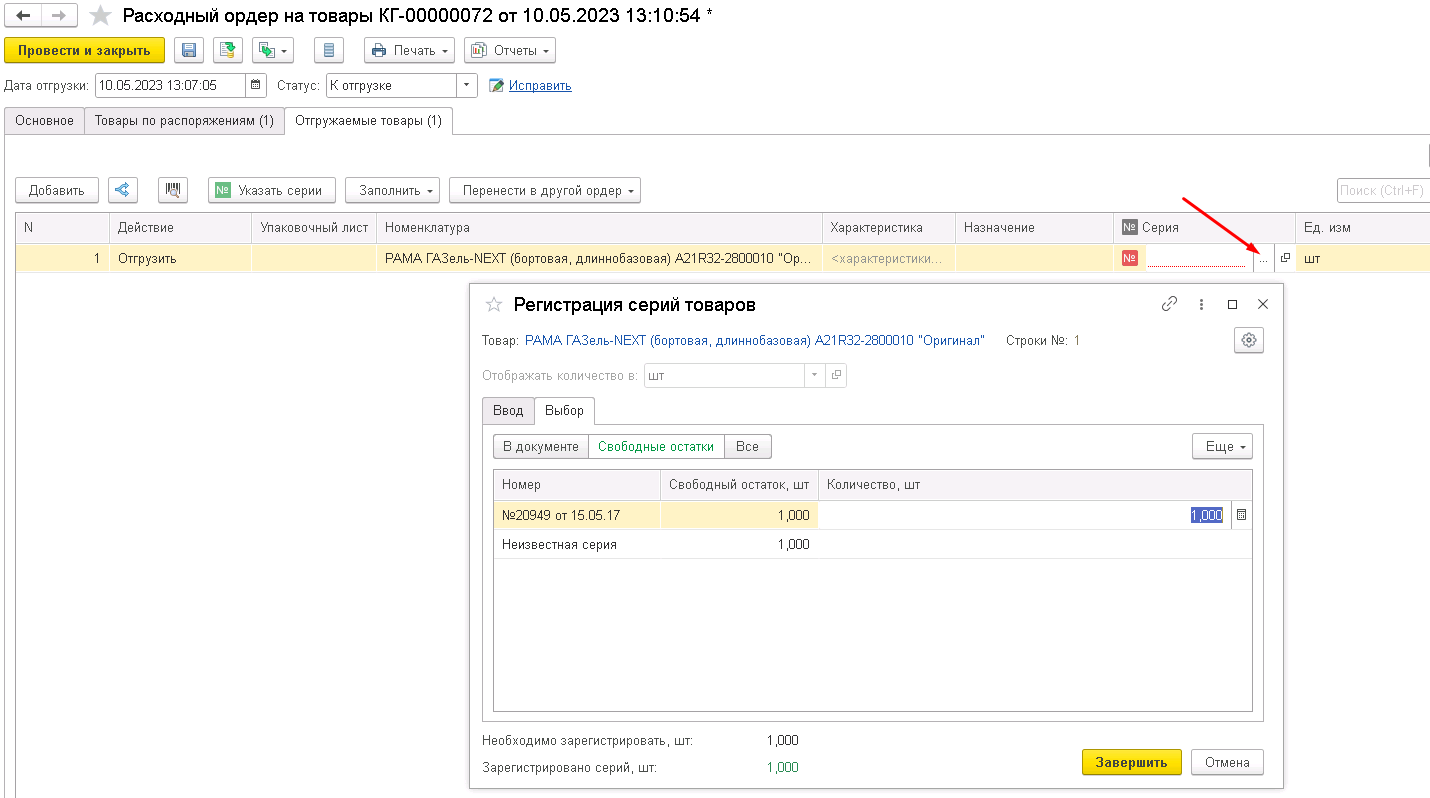 Расходный ордер на товары КГ-00000072 от 10.05.2023 13:10:54 *
Провести и закрыть Печать Отчеты
Дата отгрузки: 10.05.2023 13:07:05 Статус: К отгрузке Исправить
Основное Товары по распоряжениям (1) Отгружаемые товары (1)
Добавить № Указать серии Заполнить Перенести в другой ордер Поиск (Ctrl+F)
N Действие Упаковочный лист Номенклатура Характеристика Назначение № Серия Ед. изм
1 Отгрузить РАМА ГАЗель-NEXT (бортовая, длиннобазовая) A21R32-2800010 "Ор... <характеристики... № ... шт
Регистрация серий товаров
Товар: РАМА ГАЗель-NEXT (бортовая, длиннобазовая) A21R32-2800010 "Оригинал" Строки №: 1
Отображать количество в: шт
Ввод Выбор
В документе Свободные остатки Все Еще
Номер Свободный остаток, шт Количество, шт
№20949 от 15.05.17 1,000 1,000
Неизвестная серия 1,000
Необходимо зарегистрировать, шт: 1,000
Зарегистрировано серий, шт: 1,000
Завершить Отмена